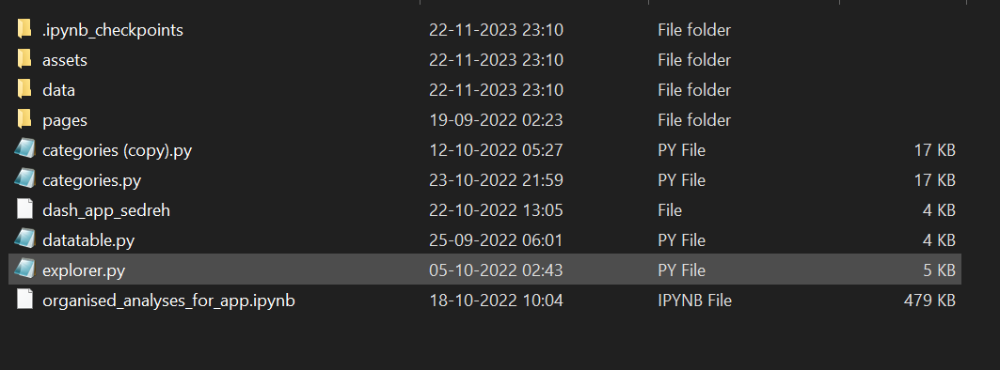 .ipynb_checkpoints 22-11-2023 23:10 File folder
assets 22-11-2023 23:10 File folder
data 22-11-2023 23:10 File folder
pages 19-09-2022 02:23 File folder
categories (copy).py 12-10-2022 05:27 PY File 17 KB
categories.py 23-10-2022 21:59 PY File 17 KB
dash_app_sedreh 22-10-2022 13:05 File 4 KB
datatable.py 25-09-2022 06:01 PY File 4 KB
explorer.py 05-10-2022 02:43 PY File 5 KB
organised_analyses_for_app.ipynb 18-10-2022 10:04 IPYNB File 479 KB